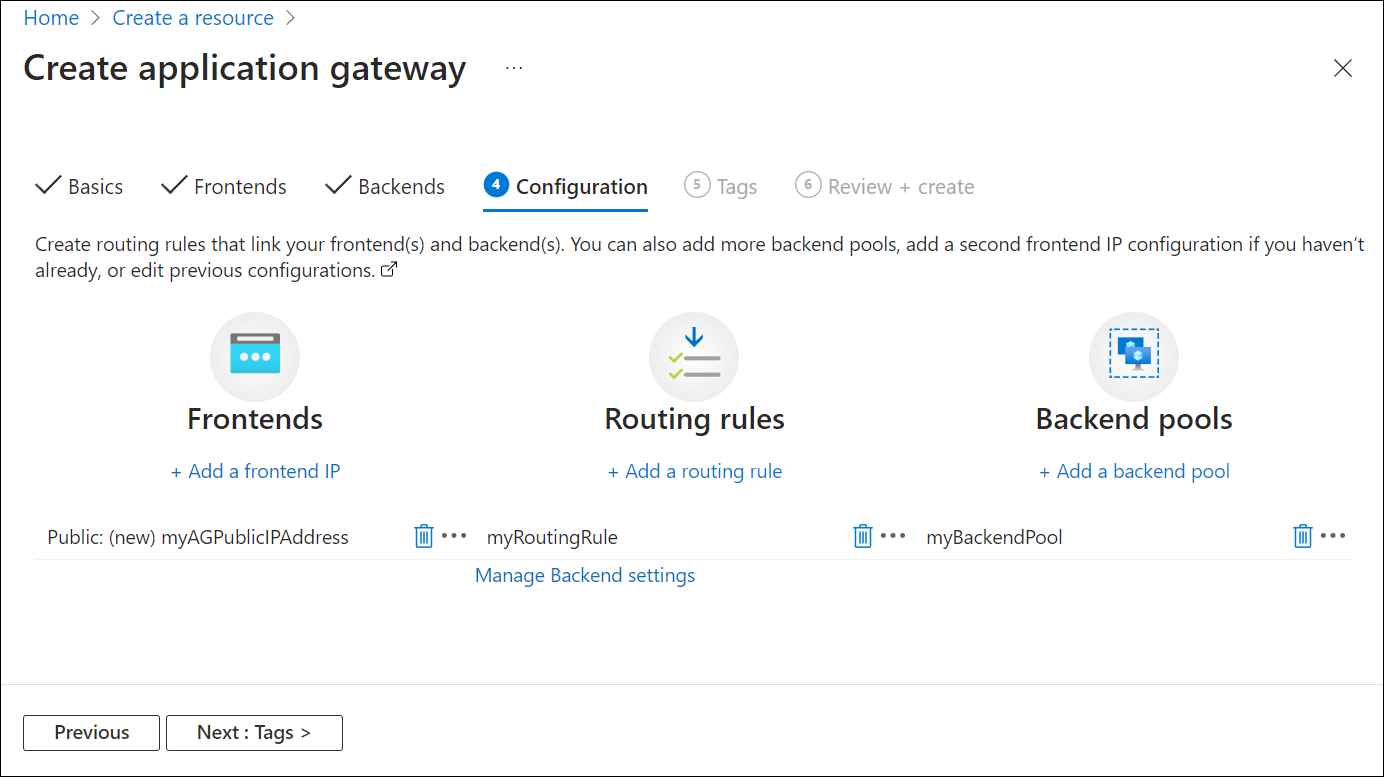 Home > Create a resource >
Create application gateway ...
Basics Frontends Backends 4 Configuration 5 Tags 6 Review + create
Create routing rules that link your frontend(s) and backend(s). You can also add more backend pools, add a second frontend IP configuration if you haven’t
already, or edit previous configurations.
Frontends Routing rules Backend pools
+ Add a frontend IP + Add a routing rule + Add a backend pool
Public: (new) myAGPublicIPAddress ••• myRoutingRule ••• myBackendPool •••
Manage Backend settings
Previous Next : Tags >